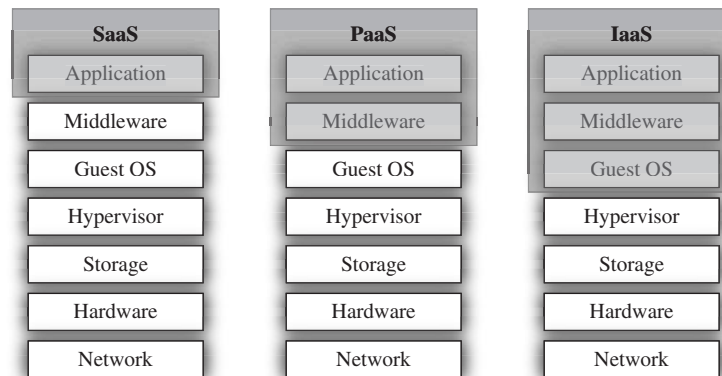 SaaS
Application
Middleware
Guest OS
Hypervisor
Storage
Hardware
Network
PaaS
Application
Middleware
Guest OS
Hypervisor
Storage
Hardware
Network
IaaS
Application
Middleware
Guest OS
Hypervisor
Storage
Hardware
Network